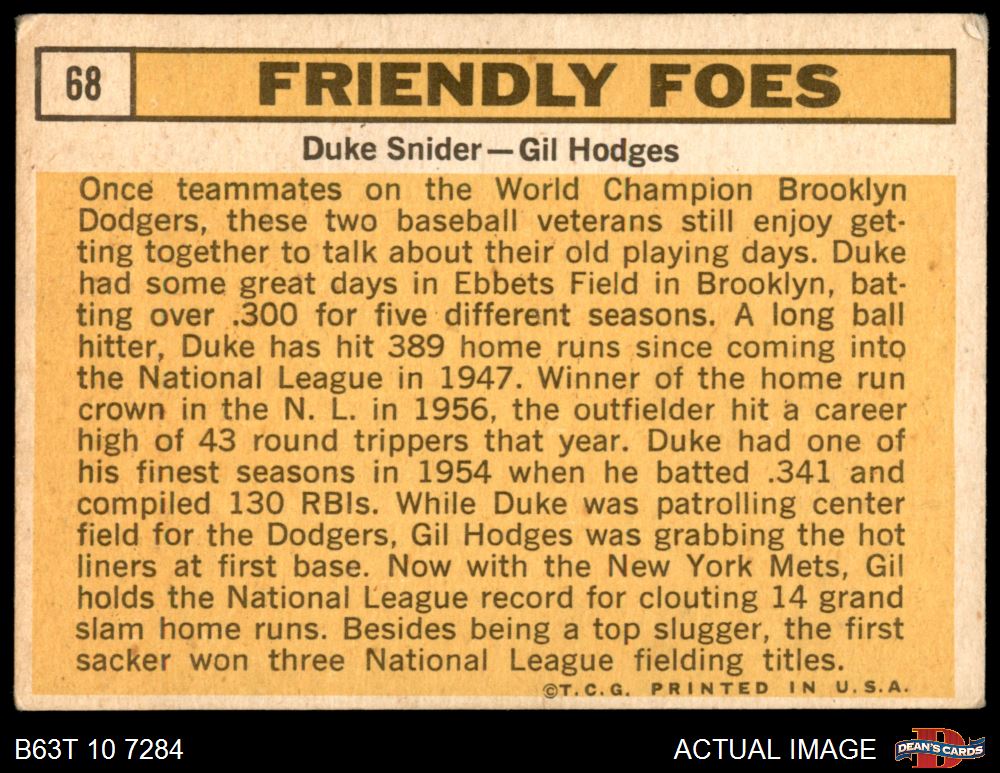 68
FRIENDLY FOES
Duke Snider—Gil Hodges
Once teammates on the World Champion Brooklyn
Dodgers, these two baseball veterans still enjoy get-
ting together to talk about their old playing days. Duke
had some great days in Ebbets Field in Brooklyn, bat-
ting over .300 for five different seasons. A long ball
hitter, Duke has hit 389 home runs since coming into
the National League in 1947. Winner of the home run
crown in the N. L. in 1956, the outfielder hit a career
high of 43 round trippers that year. Duke had one of
his finest seasons in 1954 when he batted .341 and
compiled 130 RBIs. While Duke was patrolling center
field for the Dodgers, Gil Hodges was grabbing the hot
liners at first base. Now with the New York Mets, Gil
holds the National League record for clouting 14 grand
slam home runs. Besides being a top slugger, the first
sacker won three National League fielding titles.
©T.C.G. PRINTED IN U.S.A.
B63T 10 7284
ACTUAL IMAGE
D
DEAN'S CARDS